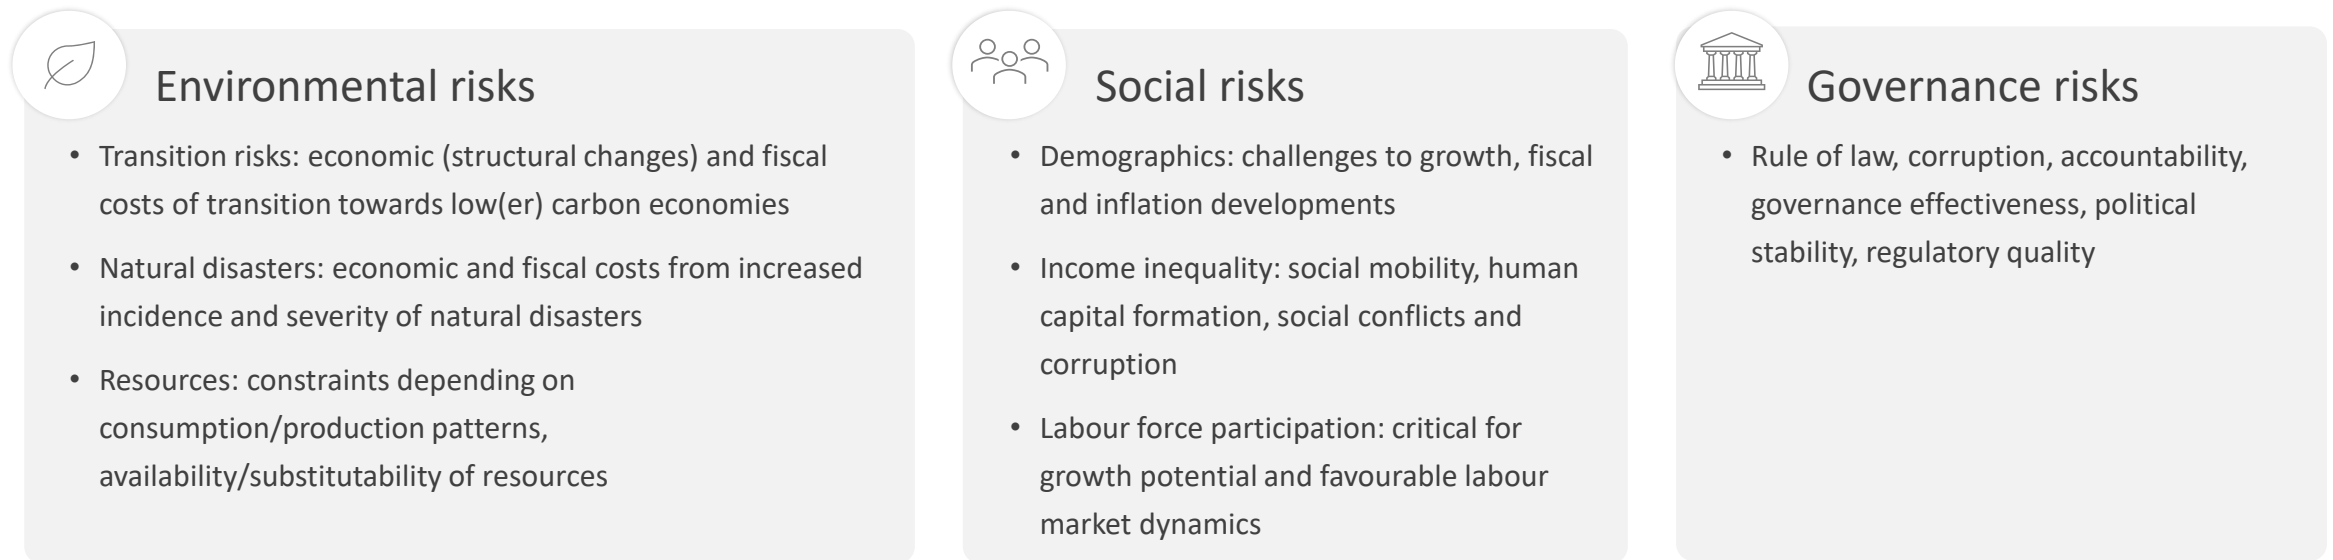 Environmental risks
• Transition risks: economic (structural changes) and fiscal
costs of transition towards low(er) carbon economies
• Natural disasters: economic and fiscal costs from increased
incidence and severity of natural disasters
• Resources: constraints depending on
consumption/production patterns,
availability/substitutability of resources
Social risks
• Demographics: challenges to growth, fiscal
and inflation developments
• Income inequality: social mobility, human
capital formation, social conflicts and
corruption
• Labour force participation: critical for
growth potential and favourable labour
market dynamics
Governance risks
• Rule of law, corruption, accountability,
governance effectiveness, political
stability, regulatory quality